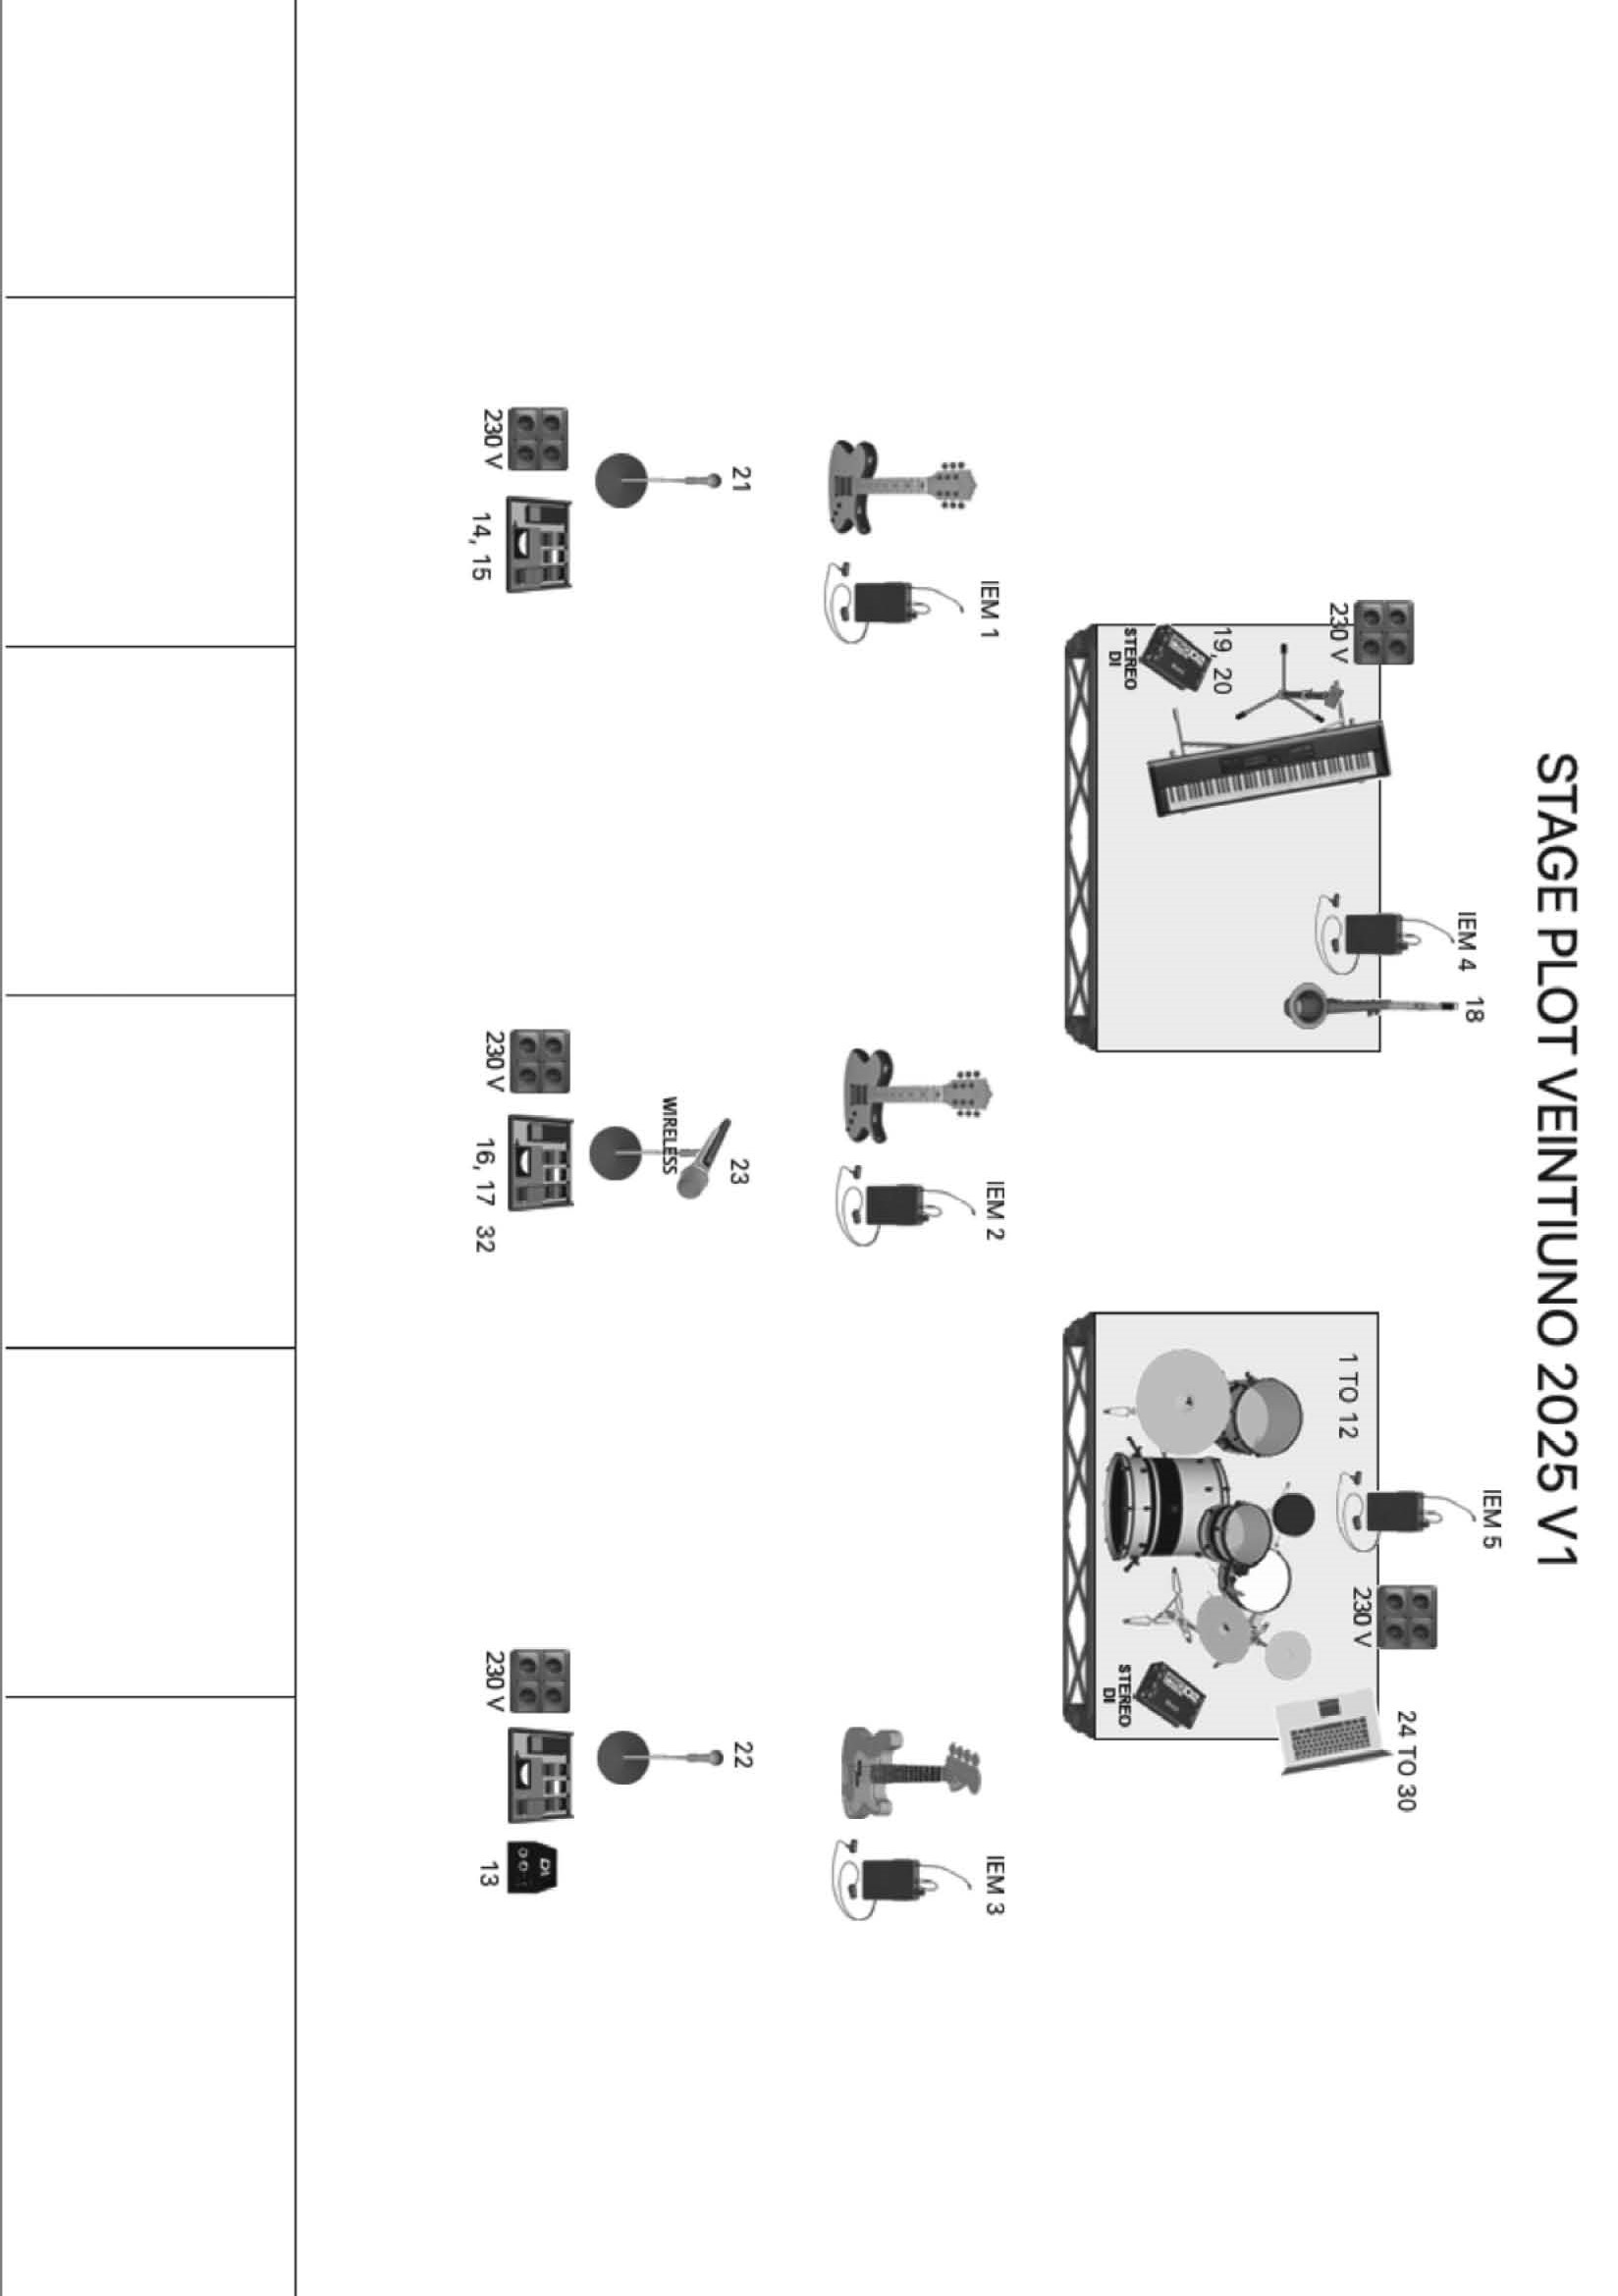 STAGE PLOT VEINTIUNO 2025 V1
IEM 5
IEM 4
18
24 TO 30
230 V
230 V
1 TO 12
19, 20
STEREO
DI
STEREO
DI
IEM 1
IEM 2
IEM 3
21
23
22
WIRELESS
230 V
14, 15
230 V
16, 17
32
230 V
DI
13